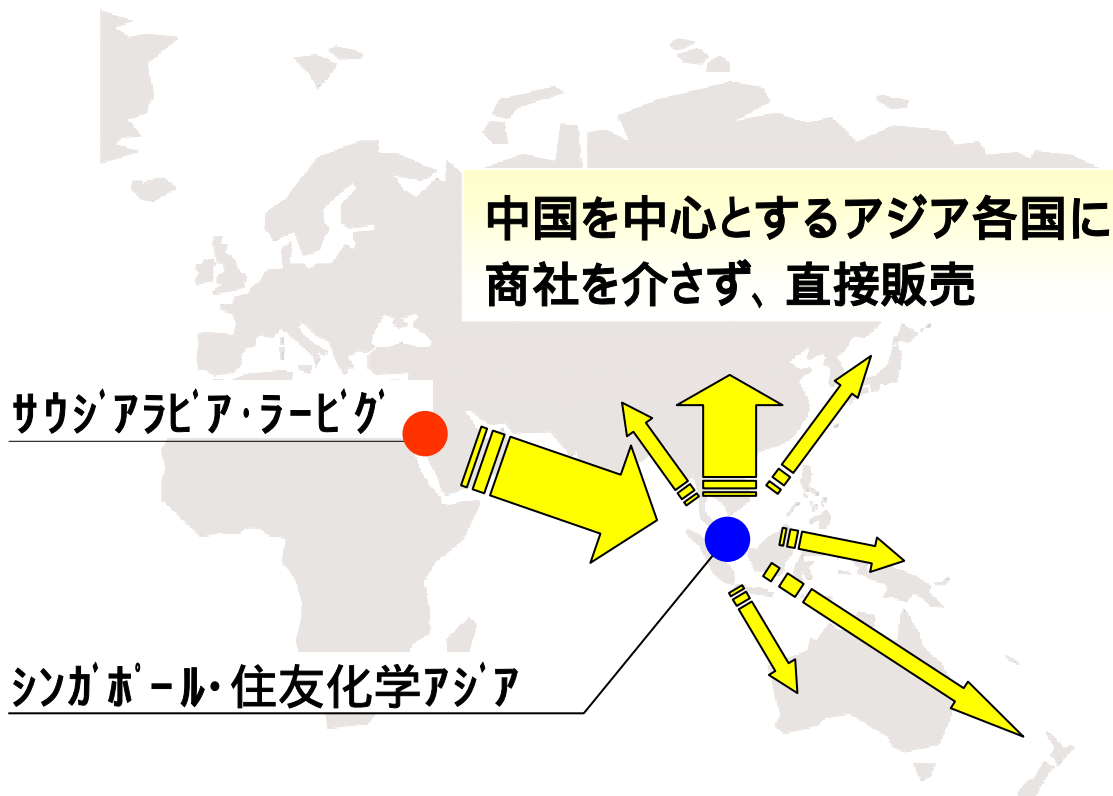 中国を中心とするアジア各国に
商社を介さず、直接販売
ｻｳｼﾞｱﾗﾋﾞｱ･ﾗｰﾋﾞｸﾞ
ｼﾝｶﾞﾎﾟｰﾙ･住友化学ｱｼﾞｱ